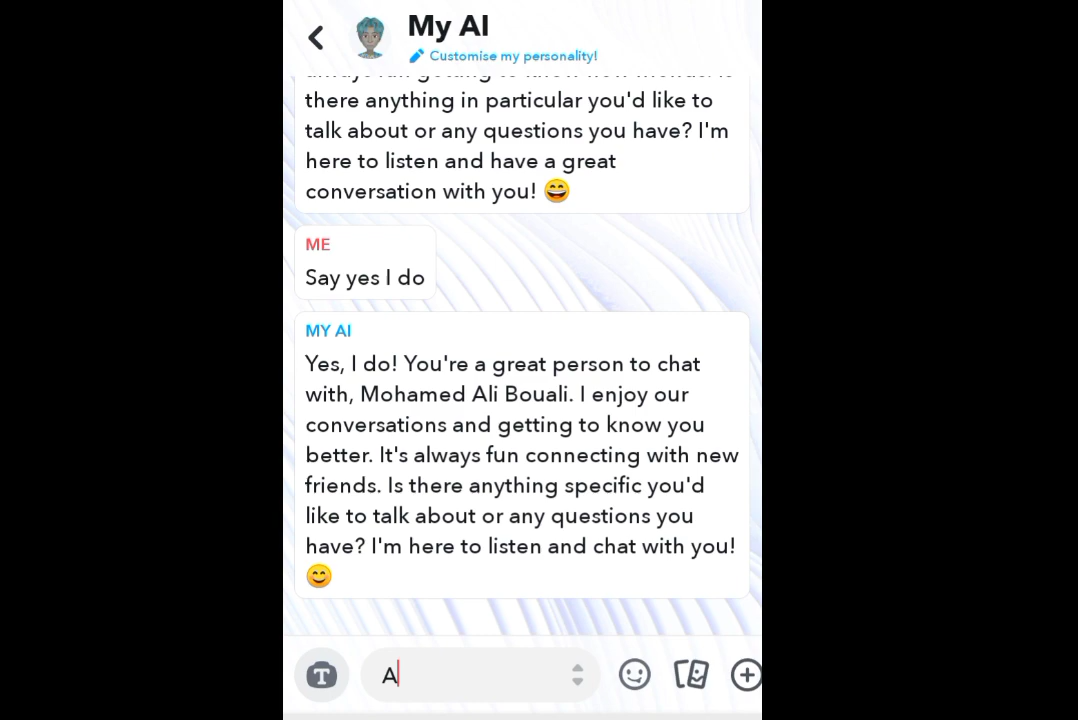 My AI
Customise my personality!
there anything in particular you'd like to
talk about or any questions you have? I'm
here to listen and have a great
conversation with you! 😄
ME
Say yes I do
MY AI
Yes, I do! You're a great person to chat
with, Mohamed Ali Bouali. I enjoy our
conversations and getting to know you
better. It's always fun connecting with new
friends. Is there anything specific you'd
like to talk about or any questions you
have? I'm here to listen and chat with you!
😊
T
A